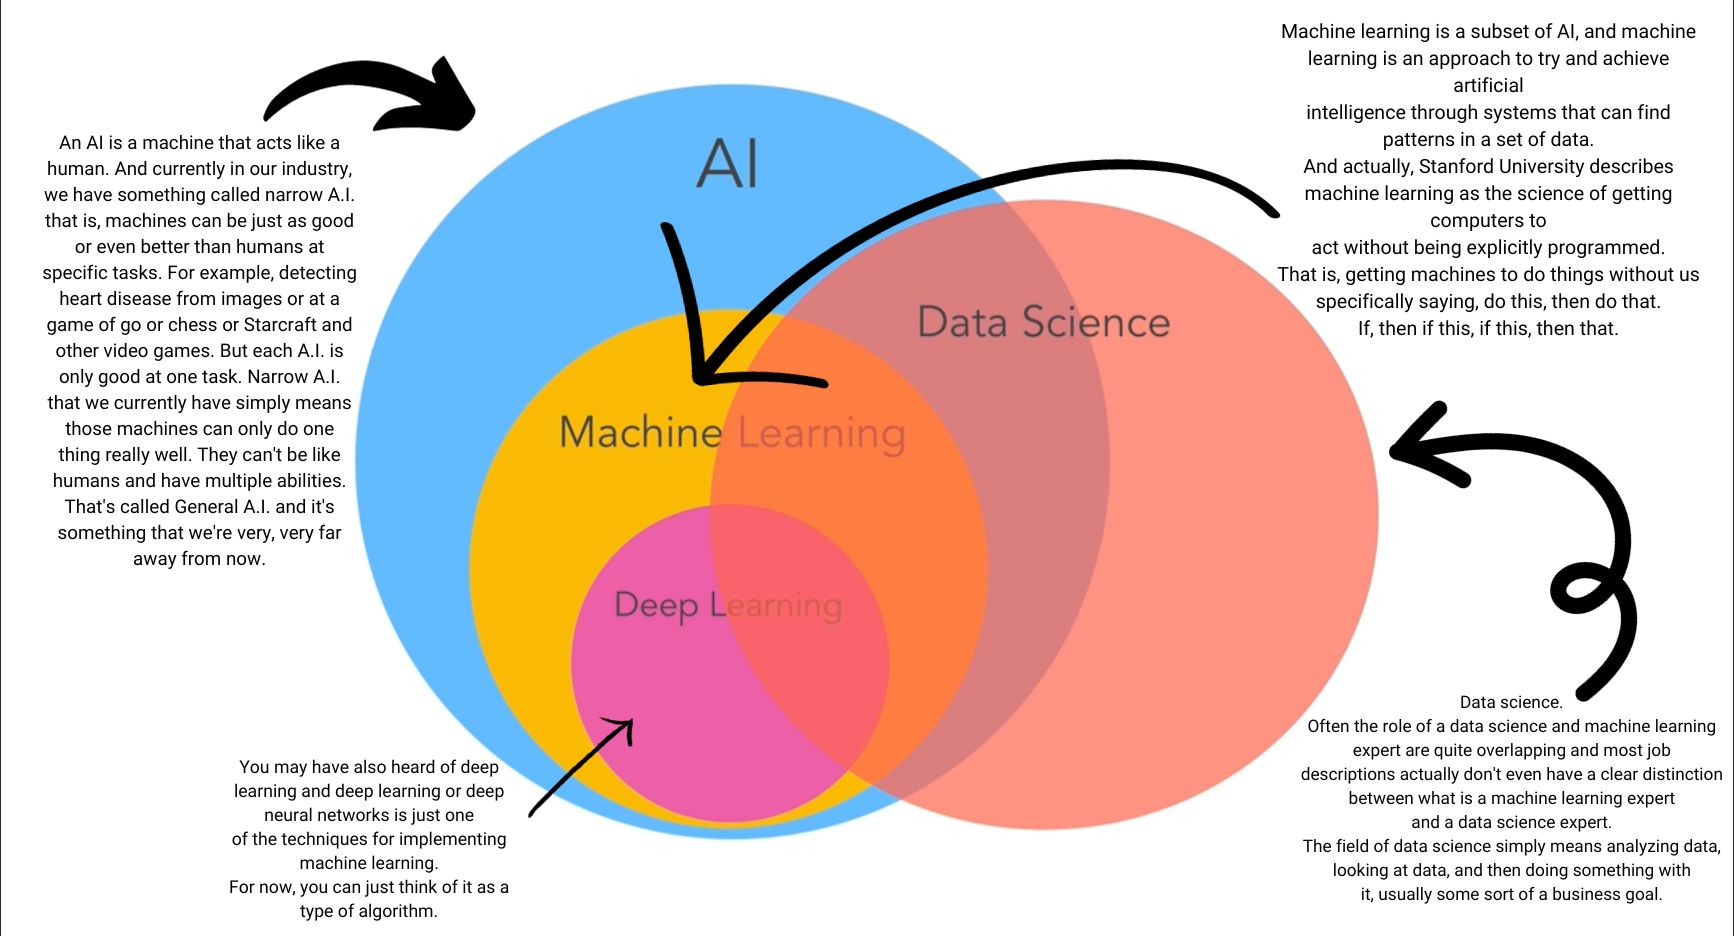 An AI is a machine that acts like a
human. And currently in our industry,
we have something called narrow A.I.
that is, machines can be just as good
or even better than humans at
specific tasks. For example, detecting
heart disease from images or at a
game of go or chess or Starcraft and
other video games. But each A.I. is
only good at one task. Narrow A.I.
that we currently have simply means
those machines can only do one
thing really well. They can't be like
humans and have multiple abilities.
That's called General A.I. and it's
something that we're very, very far
away from now.
AI
Data Science
Machine Learning
Deep Learning
Machine learning is a subset of AI, and machine
learning is an approach to try and achieve
artificial
intelligence through systems that can find
patterns in a set of data.
And actually, Stanford University describes
machine learning as the science of getting
computers to
act without being explicitly programmed.
That is, getting machines to do things without us
specifically saying, do this, then do that.
If, then if this, if this, then that.
You may have also heard of deep
learning and deep learning or deep
neural networks is just one
of the techniques for implementing
machine learning.
For now, you can just think of it as a
type of algorithm.
Data science.
Often the role of a data science and machine learning
expert are quite overlapping and most job
descriptions actually don't even have a clear distinction
between what is a machine learning expert
and a data science expert.
The field of data science simply means analyzing data,
looking at data, and then doing something with
it, usually some sort of a business goal.